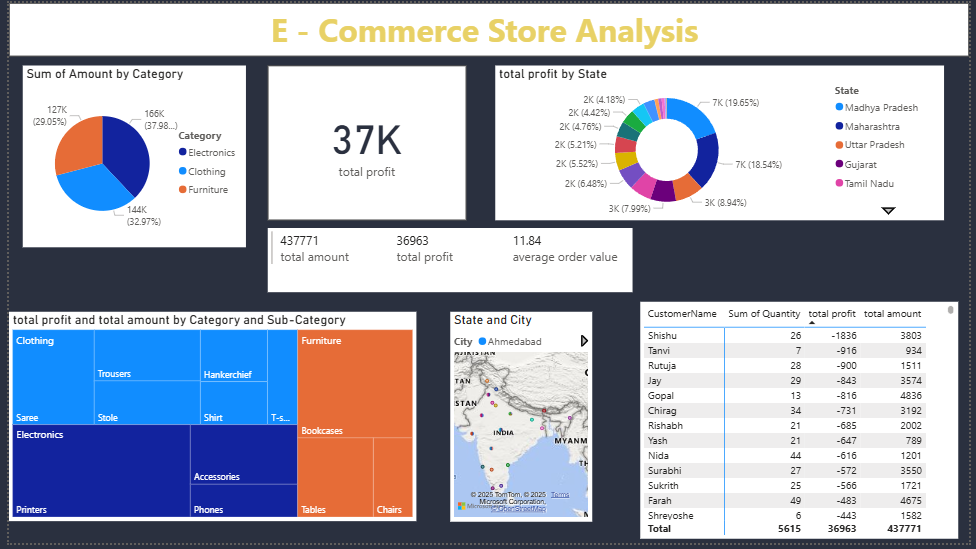 E - Commerce Store Analysis
Sum of Amount by Category
127K
(29.05%)
166K
(37.98...)
144K
(32.97%)
Category
Electronics
Clothing
Furniture
37K
total profit
total profit by State
2K (4.18%)
2K (4.42%)
2K (4.76%)
2K (5.21%)
2K (5.52%)
2K (6.48%)
3K (7.99%)
7K (19.65%)
7K (18.54%)
3K (8.94%)
State
Madhya Pradesh
Maharashtra
Uttar Pradesh
Gujarat
Tamil Nadu
437771 36963 11.84
total amount total profit average order value
total profit and total amount by Category and Sub-Category
Clothing
Saree
Trousers
Stole
Hankerchief
Shirt
T-s...
Electronics
Printers
Accessories
Phones
Furniture
Bookcases
Tables
Chairs
State and City
City Ahmedabad
TAN
STAN
INDIA
MYANM
TH
© 2025 TomTom, © 2025 Terms
Microsoft Corporation,
© OpenStreetMap
CustomerName Sum of Quantity total profit total amount
Shishu 26 -1836 3803
Tanvi 7 -916 934
Rutuja 28 -900 1511
Jay 29 -843 3574
Gopal 13 -816 4836
Chirag 34 -731 3192
Rishabh 21 -685 2002
Yash 21 -647 789
Nida 44 -616 1201
Surabhi 27 -572 3550
Sukrith 25 -566 1721
Farah 49 -483 4675
Shreyoshe 6 -443 1582
Total 5615 36963 437771